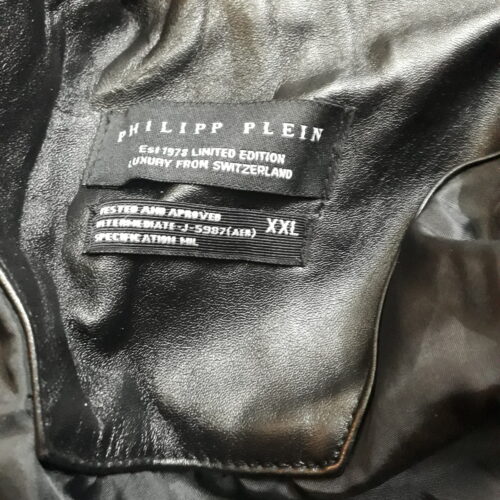 PHILIPP PLEIN
Est 1978 LIMITED EDITION
LUXURY FROM SWITZERLAND
TESTED AND APROVED
INTERMEDIATE-J-5987(AER)
SPECIFICATION MIL
XXL